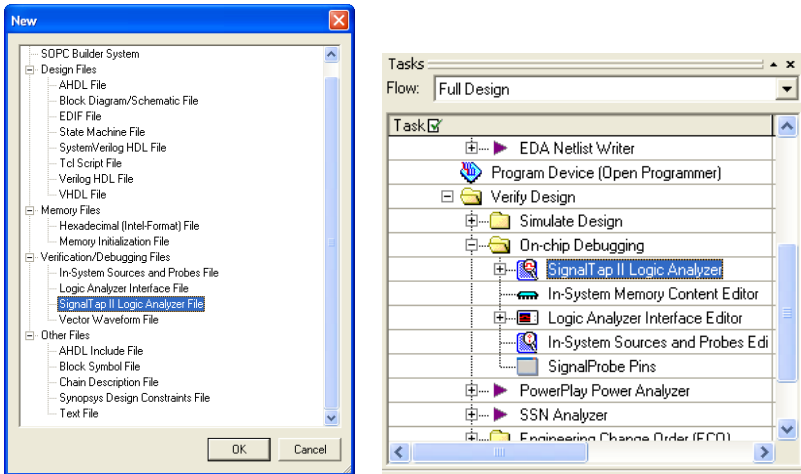 New
SOPC Builder System
Design Files
AHDL File
Block Diagram/Schematic File
EDIF File
State Machine File
SystemVerilog HDL File
Tcl Script File
Verilog HDL File
VHDL File
Memory Files
Hexadecimal (Intel-Format) File
Memory Initialization File
Verification/Debugging Files
In-System Sources and Probes File
Logic Analyzer Interface File
SignalTap II Logic Analyzer File
Vector Waveform File
Other Files
AHDL Include File
Block Symbol File
Chain Description File
Synopsys Design Constraints File
Text File
OK Cancel
Tasks
Flow: Full Design
Task
EDA Netlist Writer
Program Device (Open Programmer)
Verify Design
Simulate Design
On-chip Debugging
SignalTap II Logic Analyzer
In-System Memory Content Editor
Logic Analyzer Interface Editor
In-System Sources and Probes Edi
SignalProbe Pins
PowerPlay Power Analyzer
SSN Analyzer
Engineering Change Order (ECO)